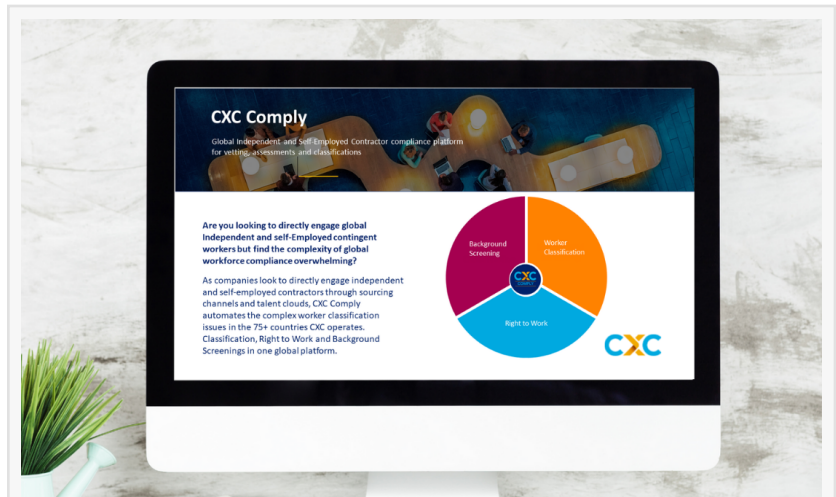 CXC Comply
Global Independent and Self-Employed Contractor compliance platform
for vetting, assessments and classifications
Are you looking to directly engage global
Independent and self-Employed contingent
workers but find the complexity of global
workforce compliance overwhelming?
As companies look to directly engage independent
and self-employed contractors through sourcing
channels and talent clouds, CXC Comply
automates the complex worker classification
issues in the 75+ countries CXC operates.
Classification, Right to Work and Background
Screenings in one global platform.
Background
Screening
Worker
Classification
CXC
COMPLY
Right to Work
CXC